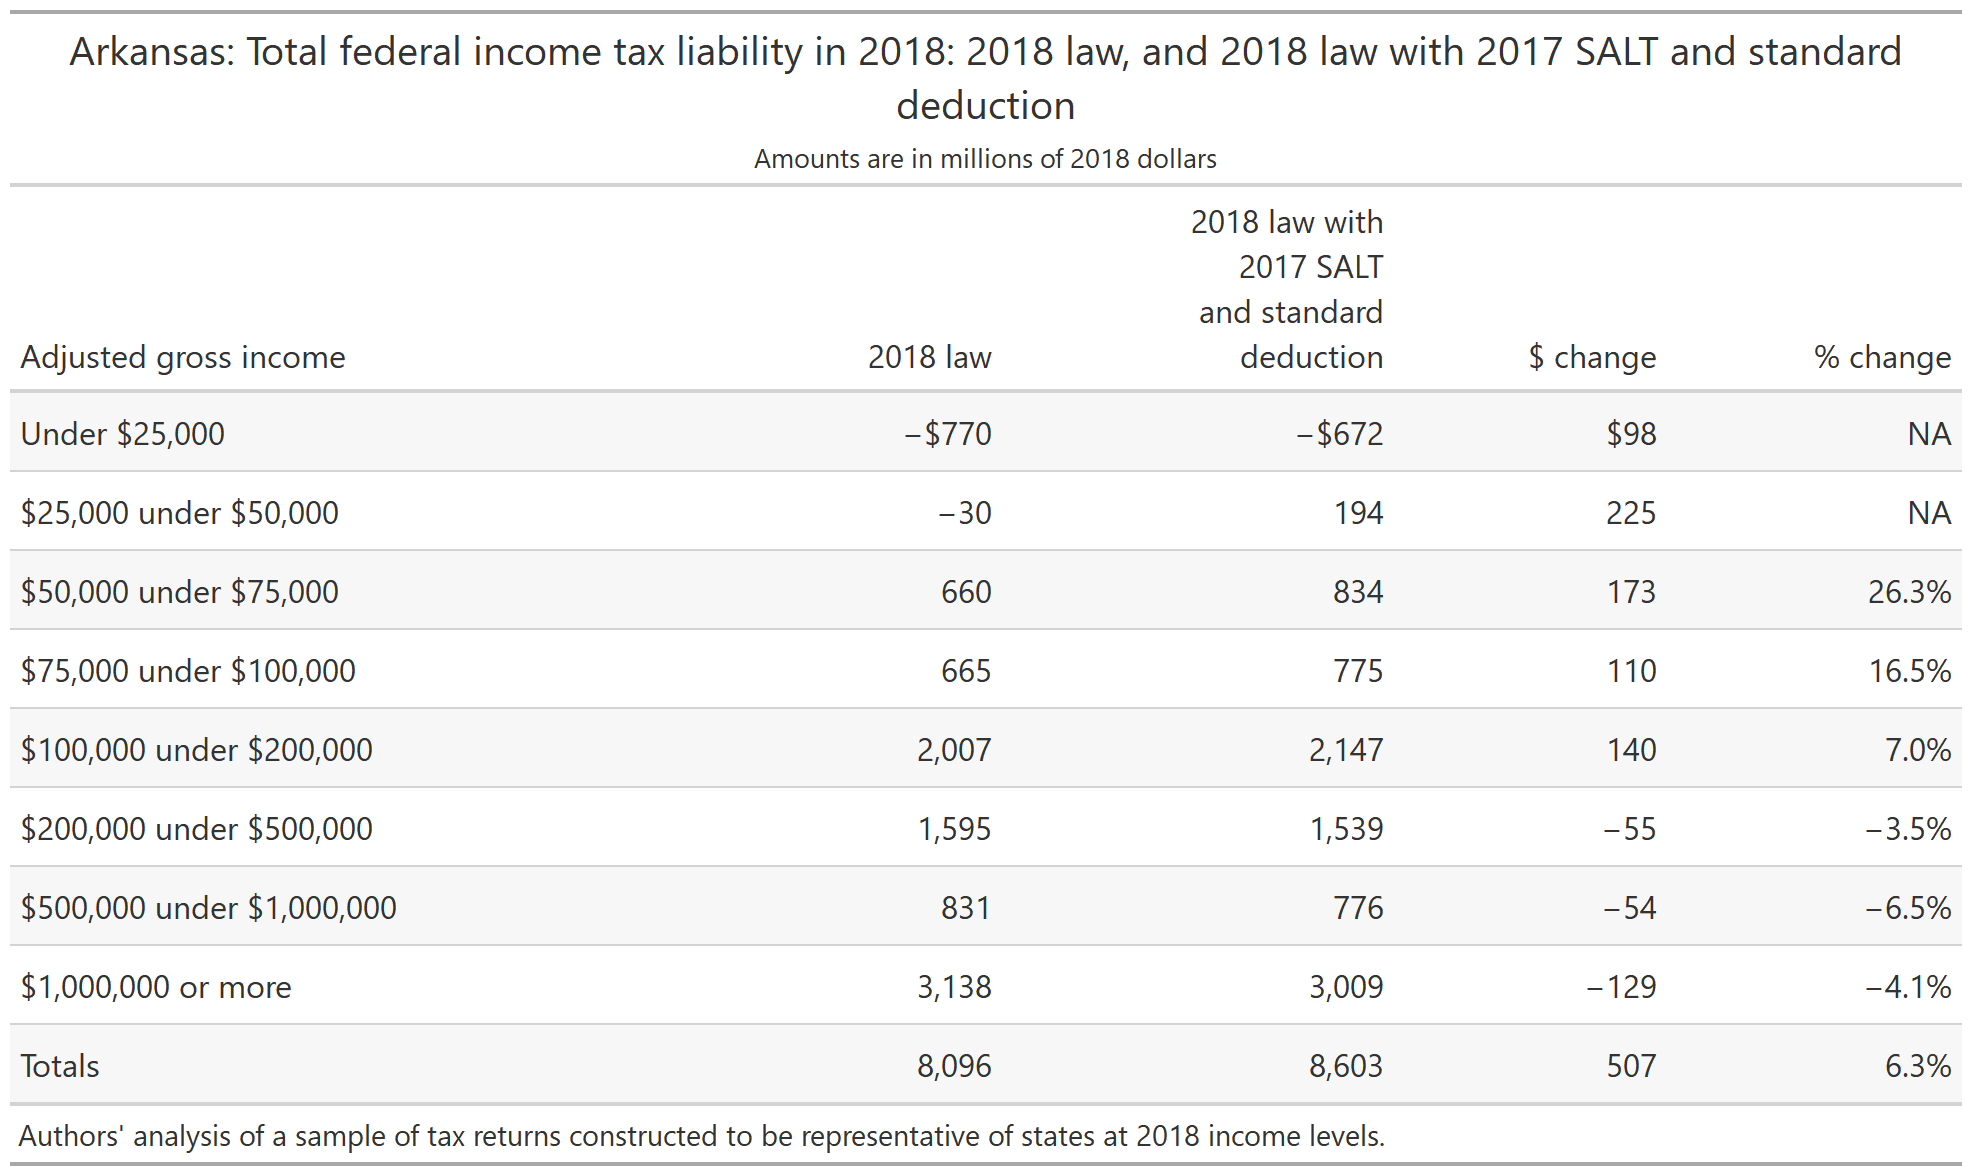 Arkansas: Total federal income tax liability in 2018: 2018 law, and 2018 law with 2017 SALT and standard
deduction
Amounts are in millions of 2018 dollars
Adjusted gross income 2018 law 2018 law with
2017 SALT
and standard
deduction $ change % change
Under $25,000 −$770 −$672 $98 NA
$25,000 under $50,000 −30 194 225 NA
$50,000 under $75,000 660 834 173 26.3%
$75,000 under $100,000 665 775 110 16.5%
$100,000 under $200,000 2,007 2,147 140 7.0%
$200,000 under $500,000 1,595 1,539 −55 −3.5%
$500,000 under $1,000,000 831 776 −54 −6.5%
$1,000,000 or more 3,138 3,009 −129 −4.1%
Totals 8,096 8,603 507 6.3%
Authors' analysis of a sample of tax returns constructed to be representative of states at 2018 income levels.